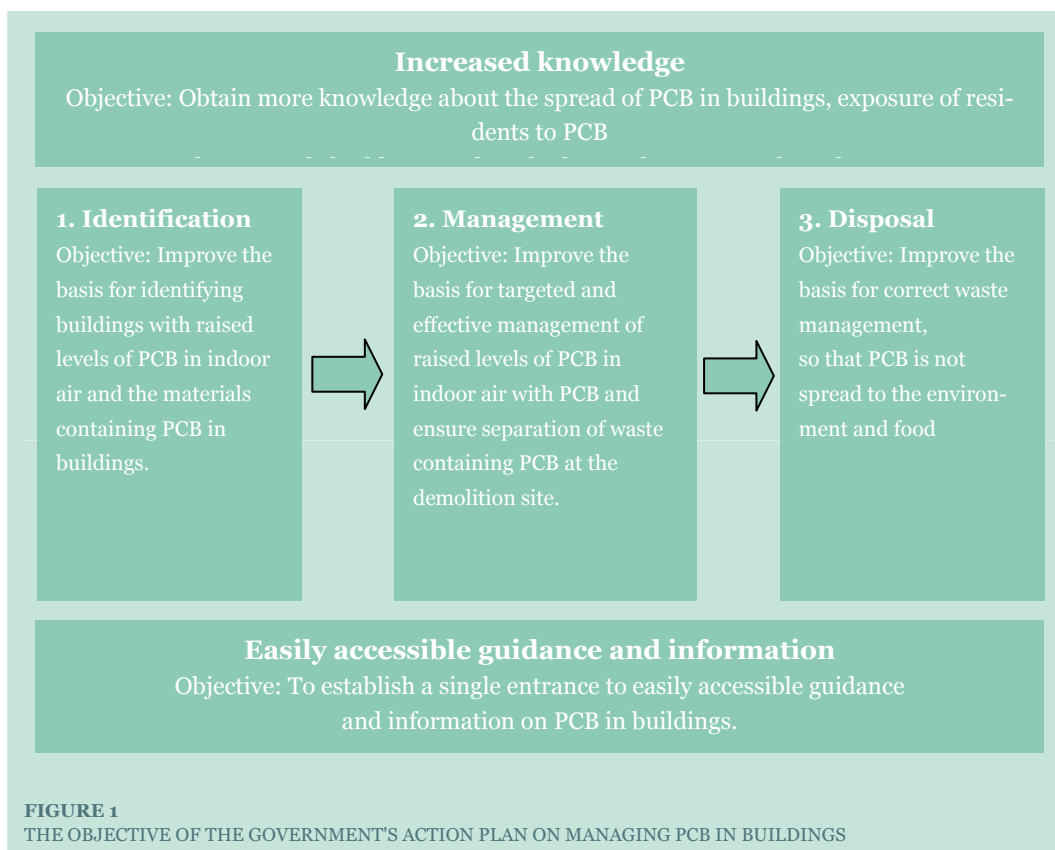 Increased knowledge
Objective: Obtain more knowledge about the spread of PCB in buildings, exposure of resi-
dents to PCB
1. Identification
Objective: Improve the
basis for identifying
buildings with raised
levels of PCB in indoor
air and the materials
containing PCB in
buildings.
2. Management
Objective: Improve the
basis for targeted and
effective management of
raised levels of PCB in
indoor air with PCB and
ensure separation of waste
containing PCB at the
demolition site.
3. Disposal
Objective: Improve the
basis for correct waste
management,
so that PCB is not
spread to the environ-
ment and food
Easily accessible guidance and information
Objective: To establish a single entrance to easily accessible guidance
and information on PCB in buildings.
FIGURE 1
THE OBJECTIVE OF THE GOVERNMENT'S ACTION PLAN ON MANAGING PCB IN BUILDINGS